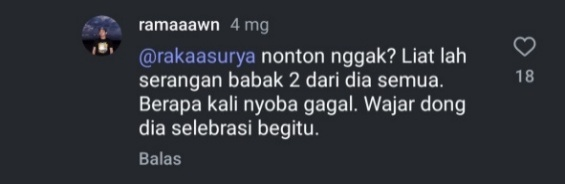 ramaaawn 4 mg
@rakaasurya nonton nggak? Liat lah
serangan babak 2 dari dia semua.
Berapa kali nyoba gagal. Wajar dong
dia selebrasi begitu.
18
Balas